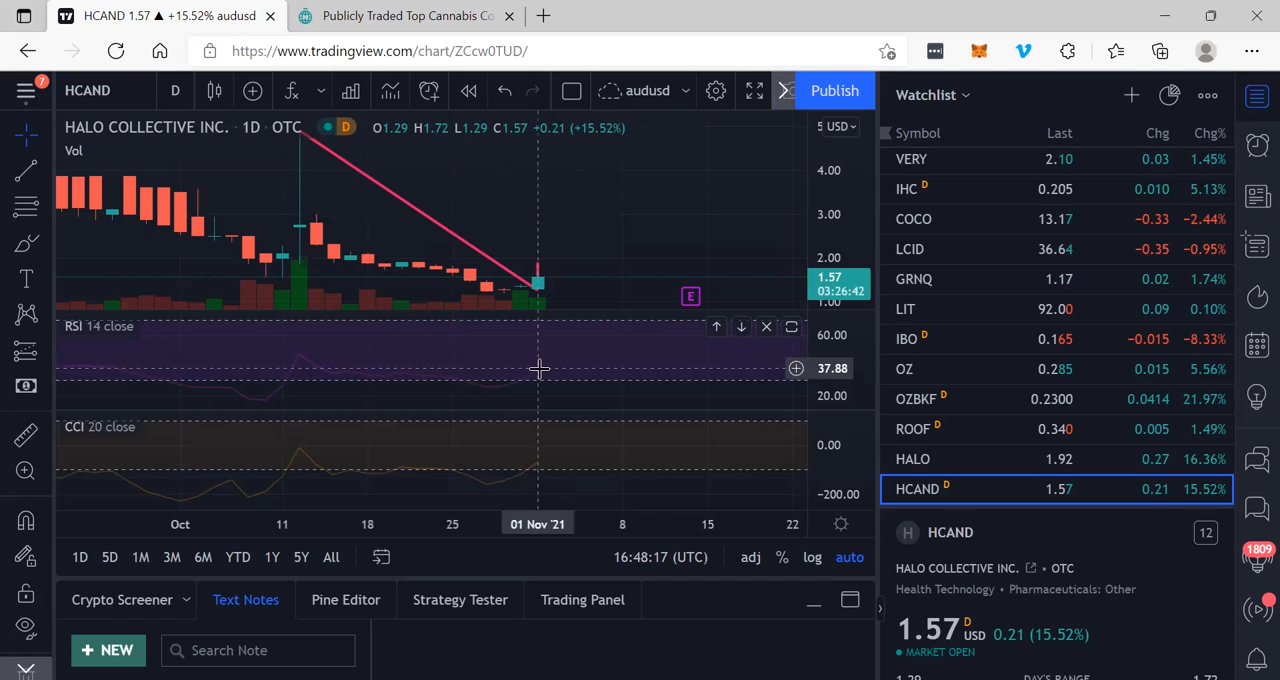 HCAND 1.57 ▲ +15.52% audusd
Publicly Traded Top Cannabis Co
https://www.tradingview.com/chart/ZCcw0TUD/
7
HCAND D audusd Publish
Watchlist
HALO COLLECTIVE INC. · 1D · OTC D O1.29 H1.72 L1.29 C1.57 +0.21 (+15.52%)
Vol
5 USD
4.00
3.00
2.00
1.57
03:26:42
1.00
E
RSI 14 close
60.00
37.88
20.00
CCI 20 close
0.00
−200.00
Oct 11 18 25 01 Nov '21 8 15 22
1D 5D 1M 3M 6M YTD 1Y 5Y All 16:48:17 (UTC) adj % log auto
Crypto Screener Text Notes Pine Editor Strategy Tester Trading Panel
+ NEW Search Note
Symbol Last Chg Chg%
VERY 2.10 0.03 1.45%
IHC D 0.205 0.010 5.13%
COCO 13.17 −0.33 −2.44%
LCID 36.64 −0.35 −0.95%
GRNQ 1.17 0.02 1.74%
LIT 92.00 0.09 0.10%
IBO D 0.165 −0.015 −8.33%
OZ 0.285 0.015 5.56%
OZBKF D 0.2300 0.0414 21.97%
ROOF D 0.340 0.005 1.49%
HALO 1.92 0.27 16.36%
HCAND D 1.57 0.21 15.52%
H HCAND 12
HALO COLLECTIVE INC. • OTC
Health Technology • Pharmaceuticals: Other
1.57 D USD 0.21 (15.52%)
MARKET OPEN
1.29 DAY'S RANGE 1.72
1809